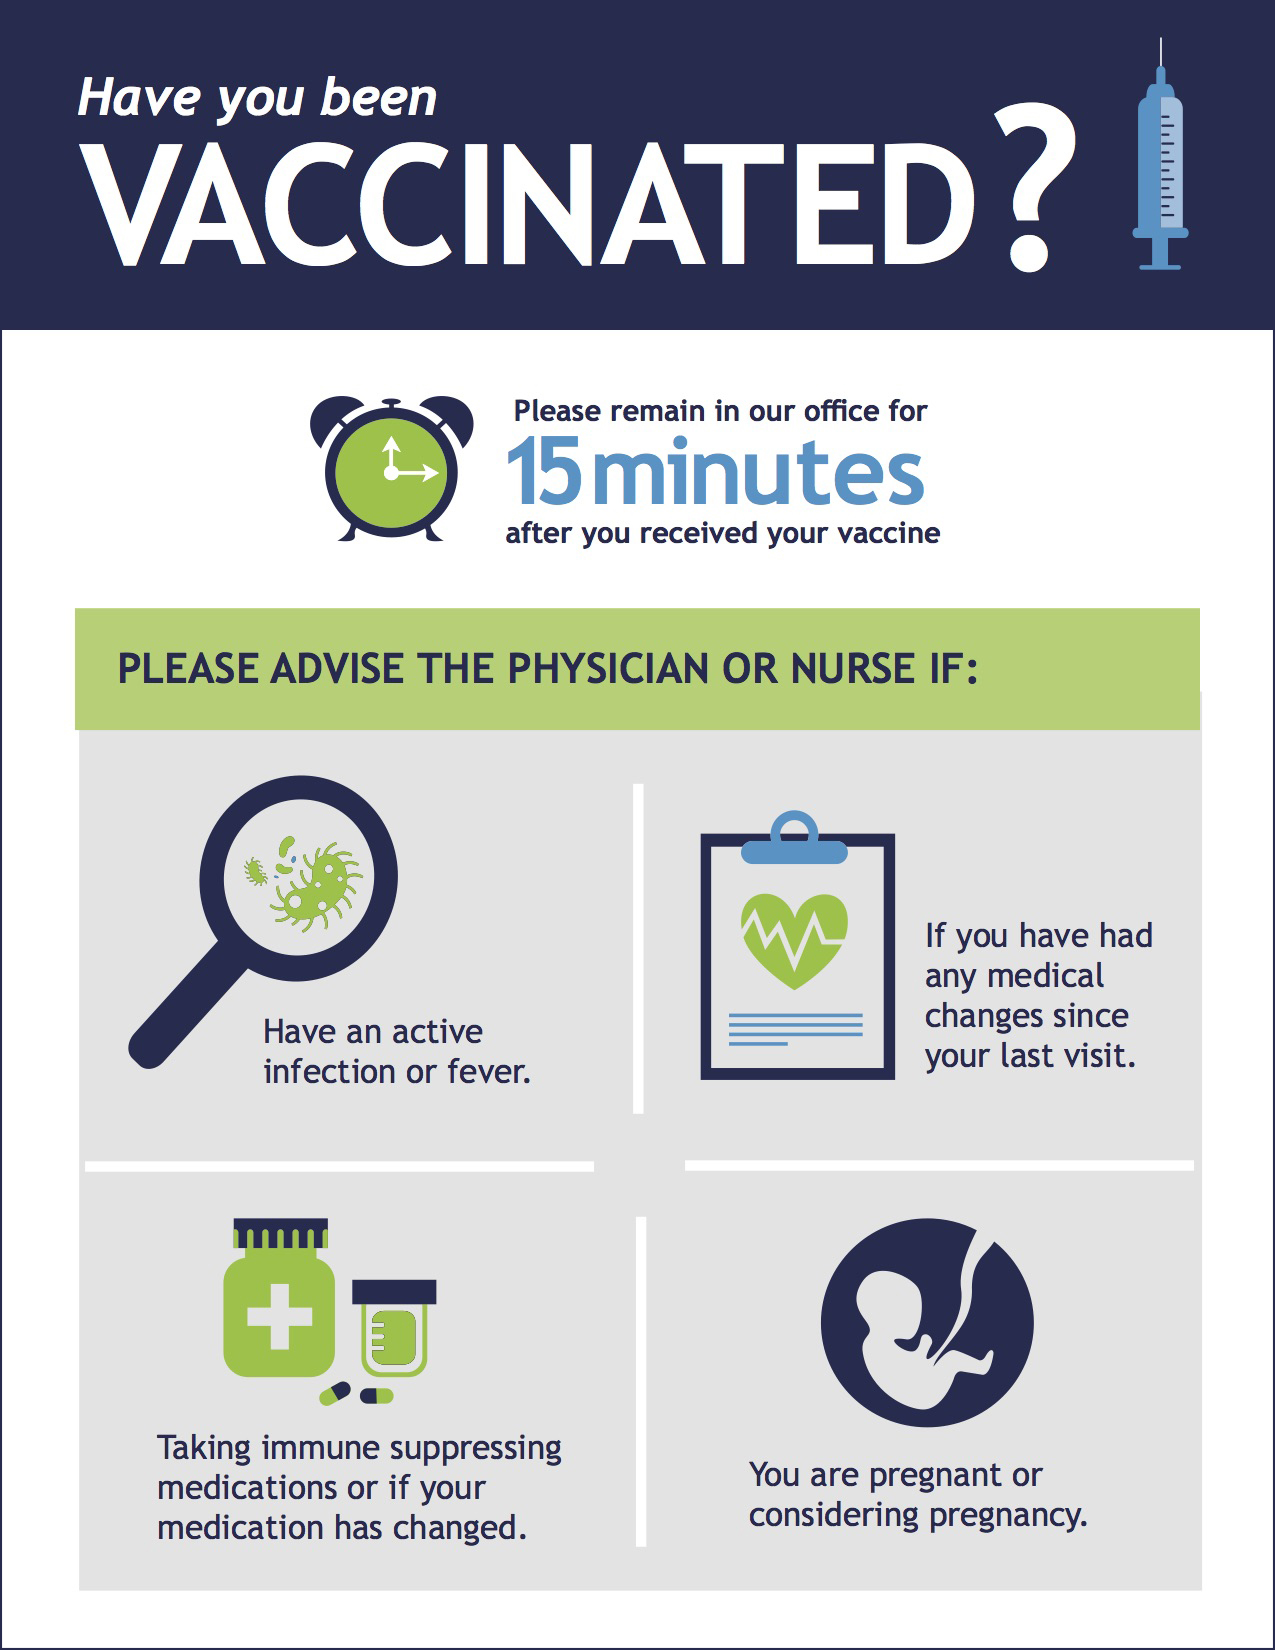 Have you been
VACCINATED?
Please remain in our office for
15 minutes
after you received your vaccine
PLEASE ADVISE THE PHYSICIAN OR NURSE IF:
Have an active
infection or fever.
If you have had
any medical
changes since
your last visit.
Taking immune suppressing
medications or if your
medication has changed.
You are pregnant or
considering pregnancy.